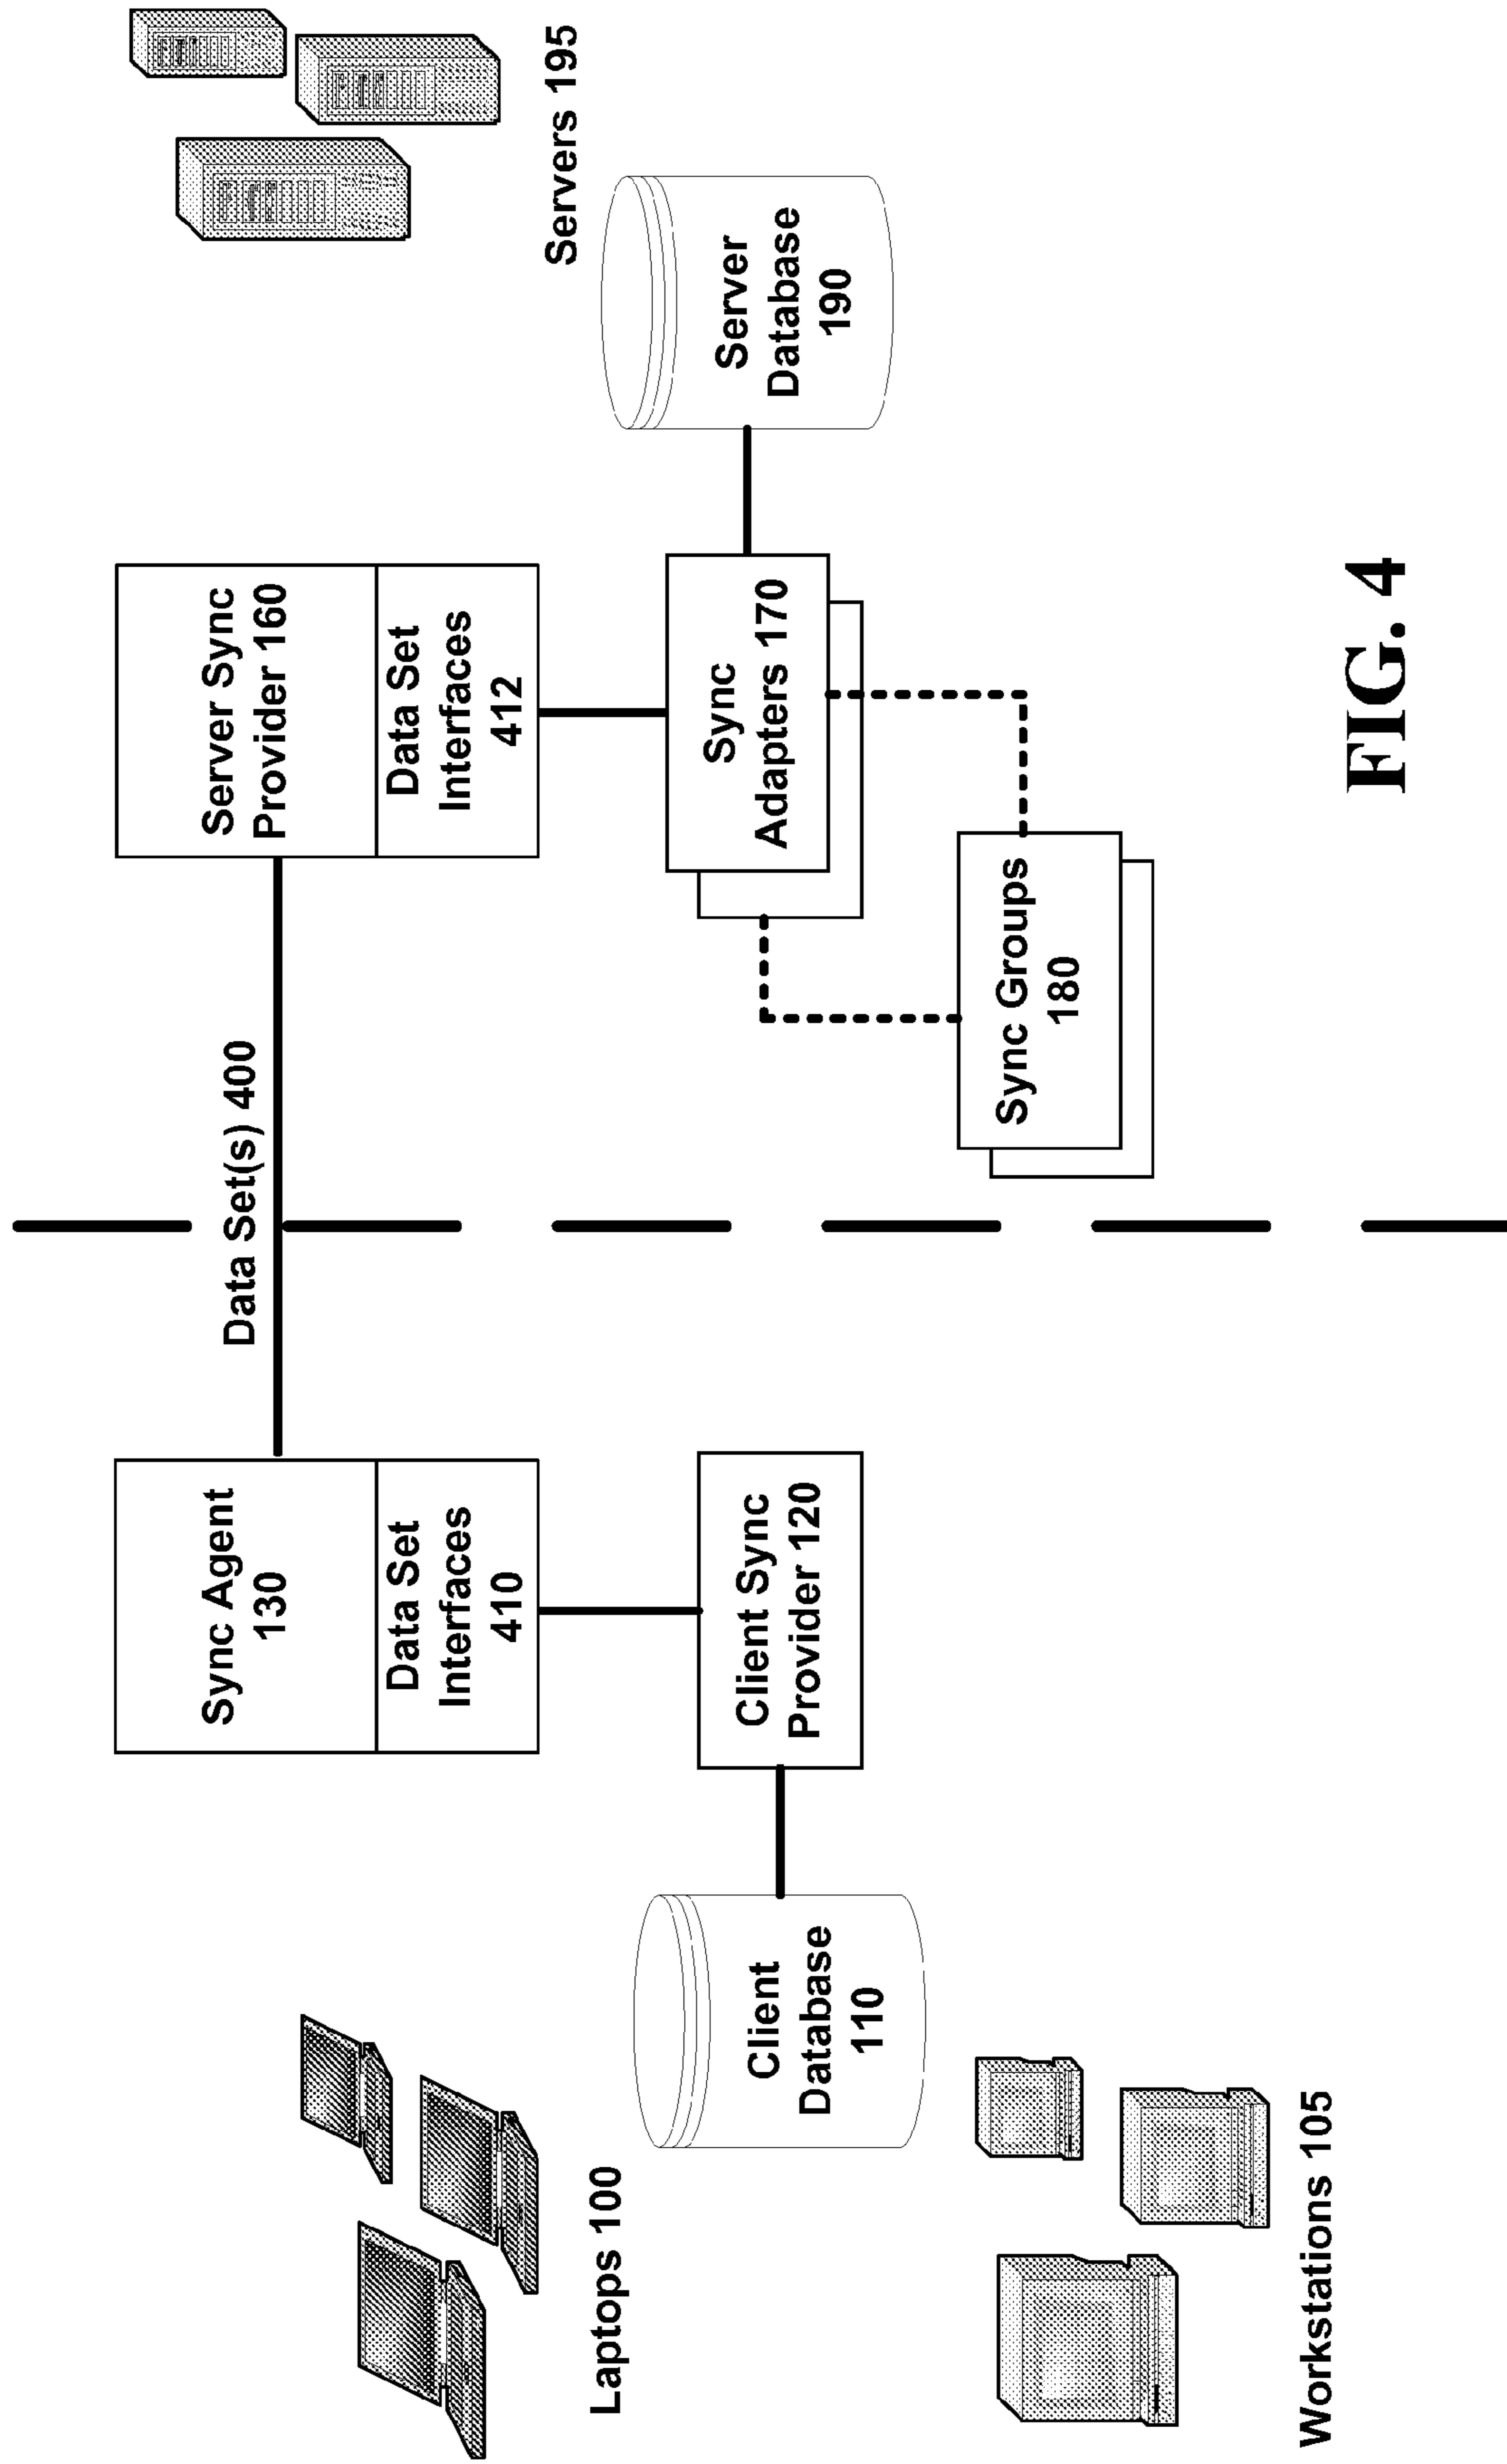 Laptops 100
Workstations 105
Client
Database
110
Sync Agent
130
Data Set
Interfaces
410
Client Sync
Provider 120
Data Set(s) 400
Server Sync
Provider 160
Data Set
Interfaces
412
Sync
Adapters 170
Sync Groups
180
Server
Database
190
Servers 195
FIG. 4